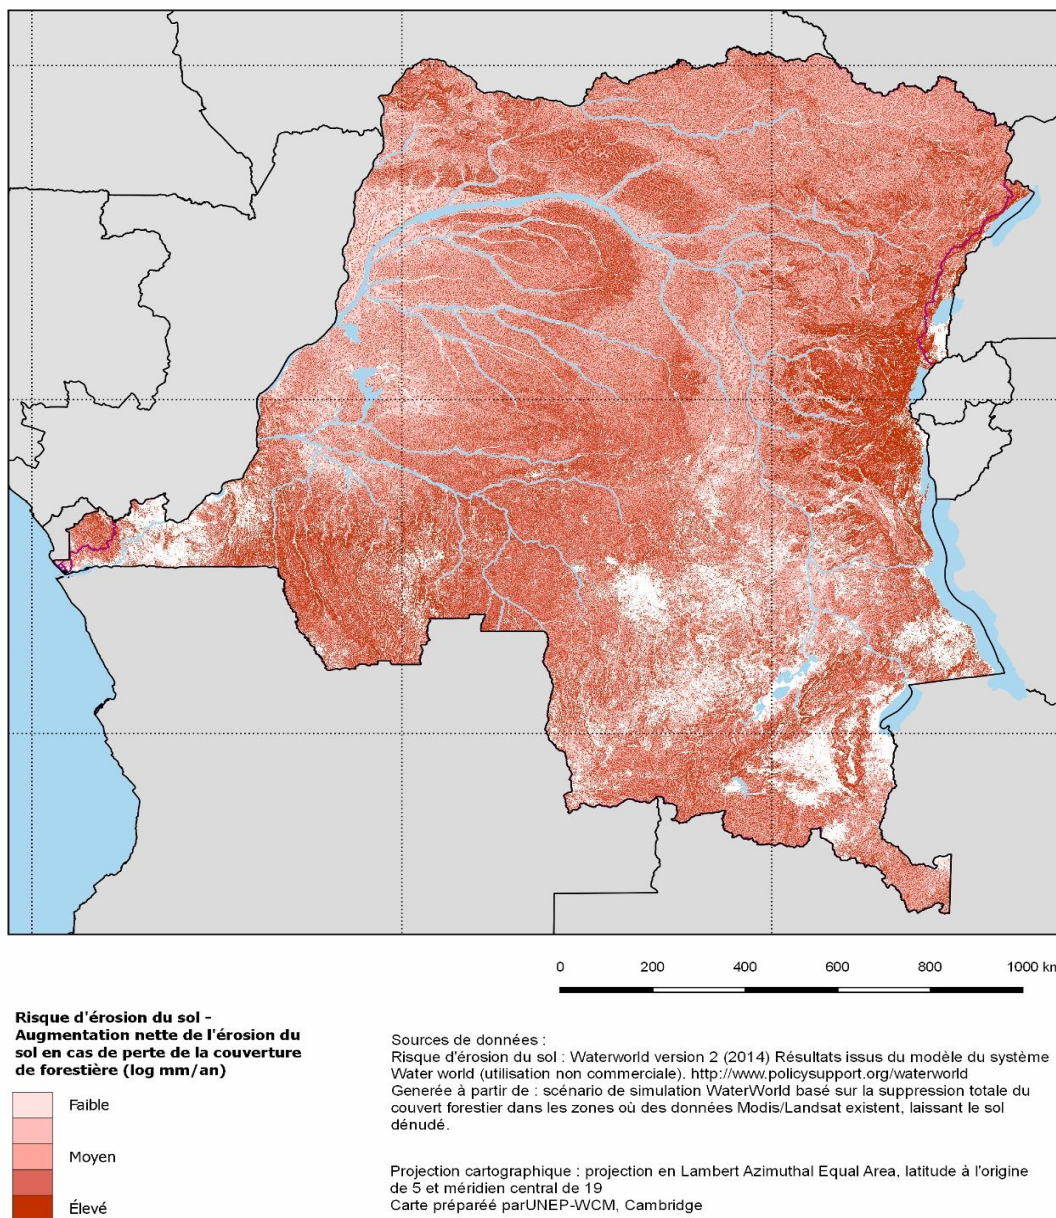 0 200 400 600 800 1000 km
Risque d'érosion du sol -
Augmentation nette de l'érosion du
sol en cas de perte de la couverture
de forestière (log mm/an)
Faible
Moyen
Élevé
Sources de données :
Risque d'érosion du sol : Waterworld version 2 (2014) Résultats issus du modèle du système
Water world (utilisation non commerciale). http://www.policysupport.org/waterworld
Generée à partir de : scénario de simulation WaterWorld basé sur la suppression totale du
couvert forestier dans les zones où des données Modis/Landsat existent, laissant le sol
dénudé.
Projection cartographique : projection en Lambert Azimuthal Equal Area, latitude à l'origine
de 5 et méridien central de 19
Carte préparéé parUNEP-WCM, Cambridge